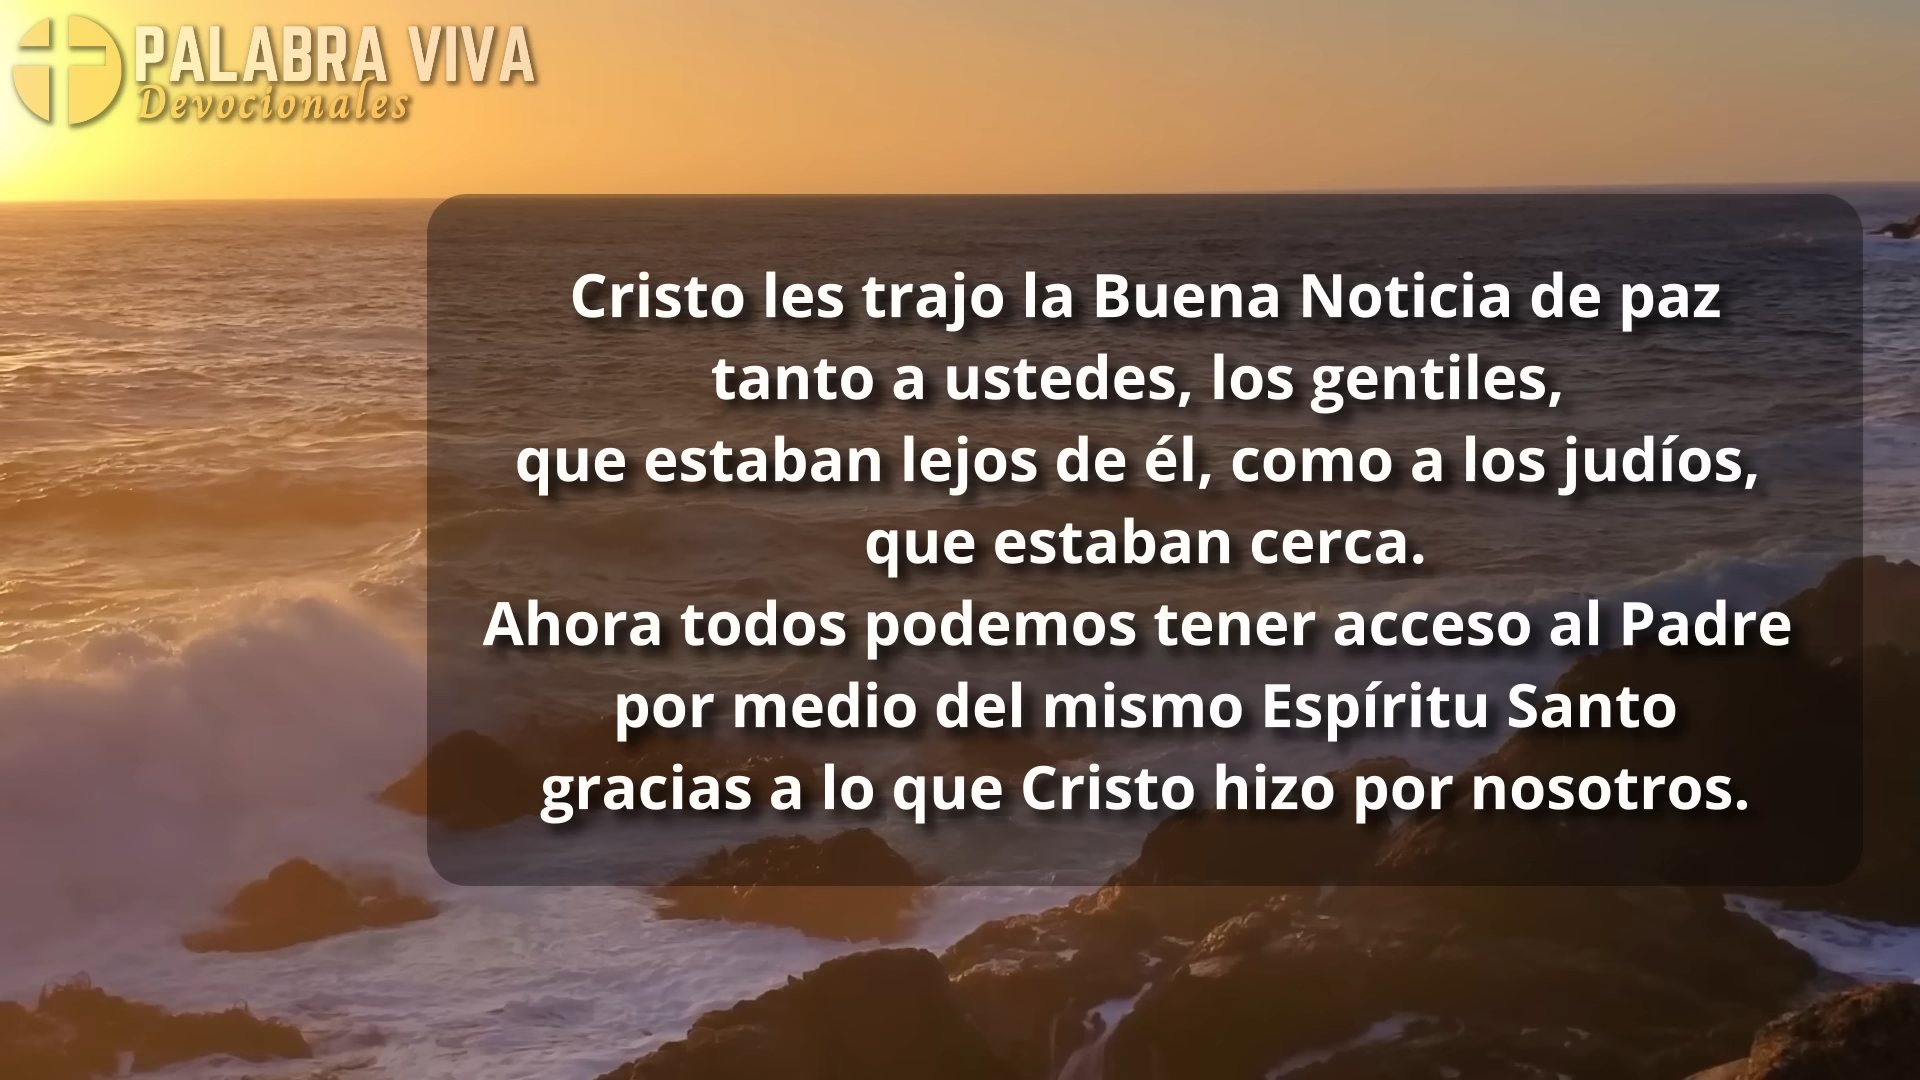 PALABRA VIVA
Devocionales
Cristo les trajo la Buena Noticia de paz
tanto a ustedes, los gentiles,
que estaban lejos de él, como a los judíos,
que estaban cerca.
Ahora todos podemos tener acceso al Padre
por medio del mismo Espíritu Santo
gracias a lo que Cristo hizo por nosotros.